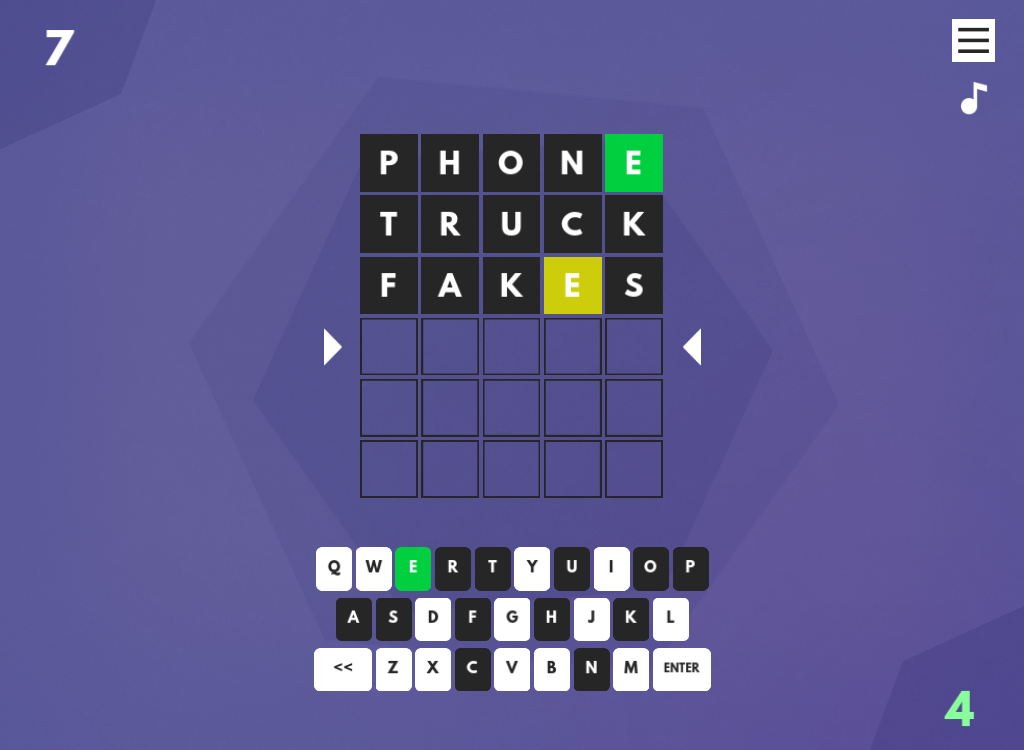 7
PHONE
TRUCK
FAKES
QWERTYUIOP
ASDFGHJKL
<< ZXCVBNM ENTER
4